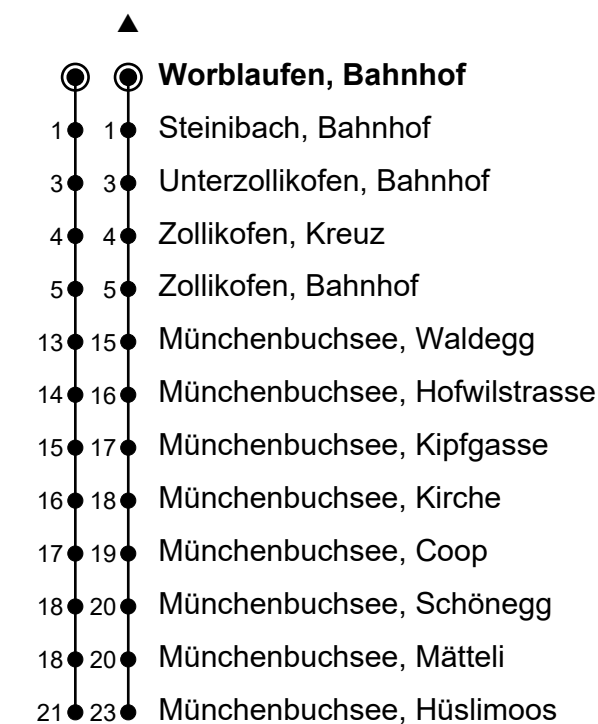 ▲
Worblaufen, Bahnhof
1 1 Steinibach, Bahnhof
3 3 Unterzollikofen, Bahnhof
4 4 Zollikofen, Kreuz
5 5 Zollikofen, Bahnhof
13 15 Münchenbuchsee, Waldegg
14 16 Münchenbuchsee, Hofwilstrasse
15 17 Münchenbuchsee, Kipfgasse
16 18 Münchenbuchsee, Kirche
17 19 Münchenbuchsee, Coop
18 20 Münchenbuchsee, Schönegg
18 20 Münchenbuchsee, Mätteli
21 23 Münchenbuchsee, Hüslimoos